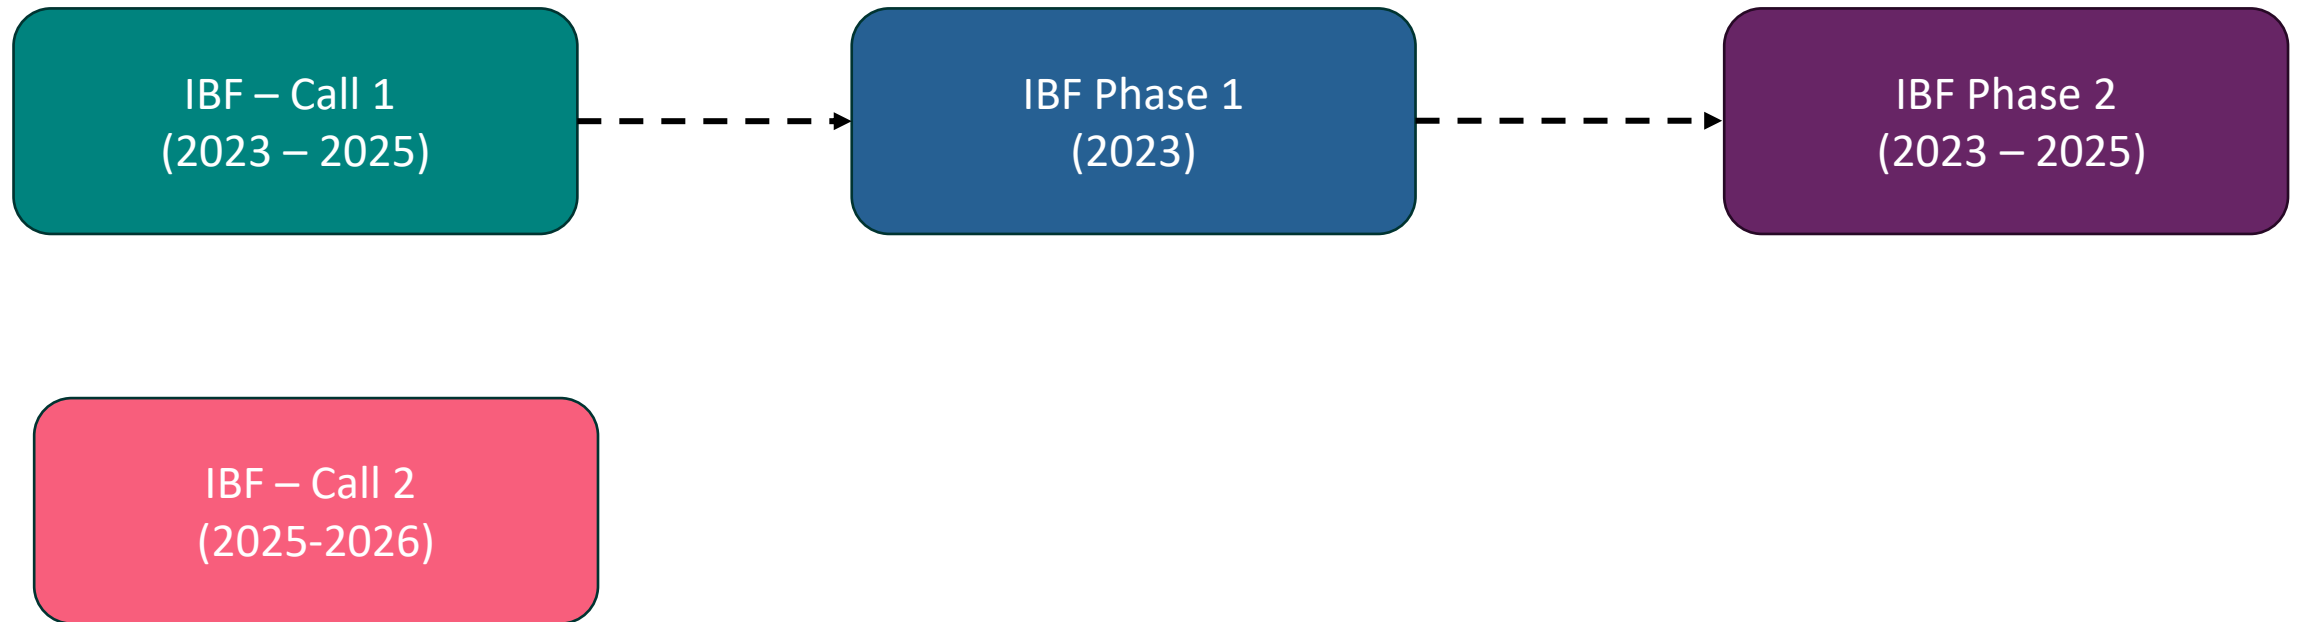 IBF – Call 1
(2023 – 2025)
IBF Phase 1
(2023)
IBF Phase 2
(2023 – 2025)
IBF – Call 2
(2025-2026)